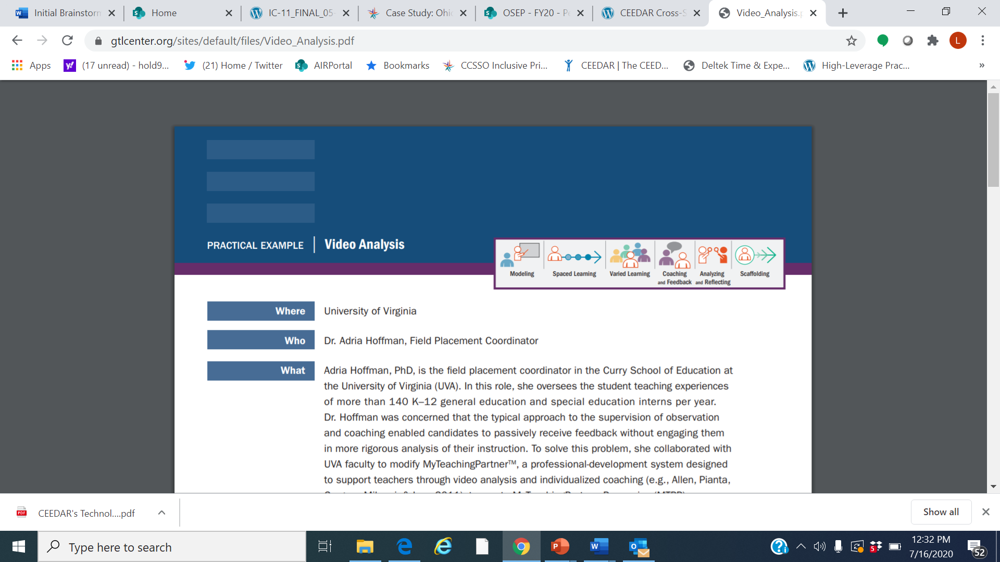 Initial Brainstorm
Home
IC-11_FINAL_05-
Case Study: Ohio
OSEP - FY20 - Pe
CEEDAR Cross-S
Video_Analysis.p
gtlcenter.org/sites/default/files/Video_Analysis.pdf
L
Apps
(17 unread) - hold9...
(21) Home / Twitter
AIRPortal
Bookmarks
CCSSO Inclusive Pri...
CEEDAR | The CEED...
Deltek Time & Expe...
High-Leverage Prac...
»
PRACTICAL EXAMPLE | Video Analysis
Modeling
Spaced Learning
Varied Learning
Coaching
and Feedback
Analyzing
and Reflecting
Scaffolding
Where
University of Virginia
Who
Dr. Adria Hoffman, Field Placement Coordinator
What
Adria Hoffman, PhD, is the field placement coordinator in the Curry School of Education at
the University of Virginia (UVA). In this role, she oversees the student teaching experiences
of more than 140 K–12 general education and special education interns per year.
Dr. Hoffman was concerned that the typical approach to the supervision of observation
and coaching enabled candidates to passively receive feedback without engaging them
in more rigorous analysis of their instruction. To solve this problem, she collaborated with
UVA faculty to modify MyTeachingPartner™, a professional-development system designed
to support teachers through video analysis and individualized coaching (e.g., Allen, Pianta,
PDF
CEEDAR's Technol....pdf
Show all
Type here to search
5
12:32 PM
7/16/2020
52